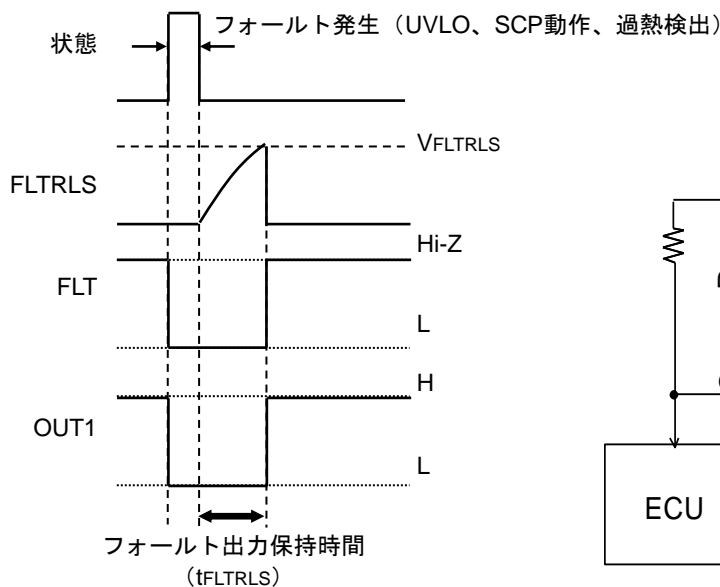 フォールト発生（UVLO、SCP動作、過熱検出）
状態
VFLTRLS
FLTRLS
Hi-Z
FLT
L
H
OUT1
L
ECU
フォールト出力保持時間
（tFLTRLS）